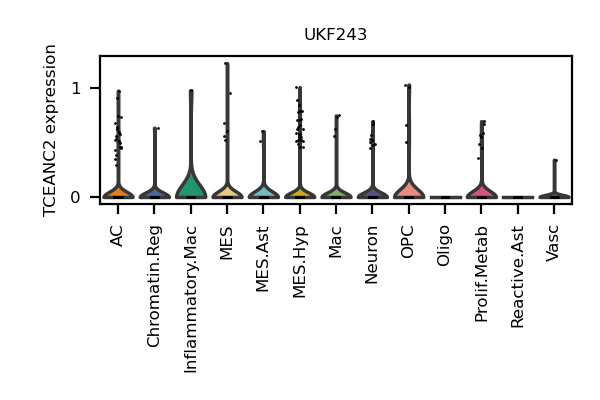 UKF243
TCEANC2 expression
1
0
AC
Chromatin.Reg
Inflammatory.Mac
MES
MES.Ast
MES.Hyp
Mac
Neuron
OPC
Oligo
Prolif.Metab
Reactive.Ast
Vasc